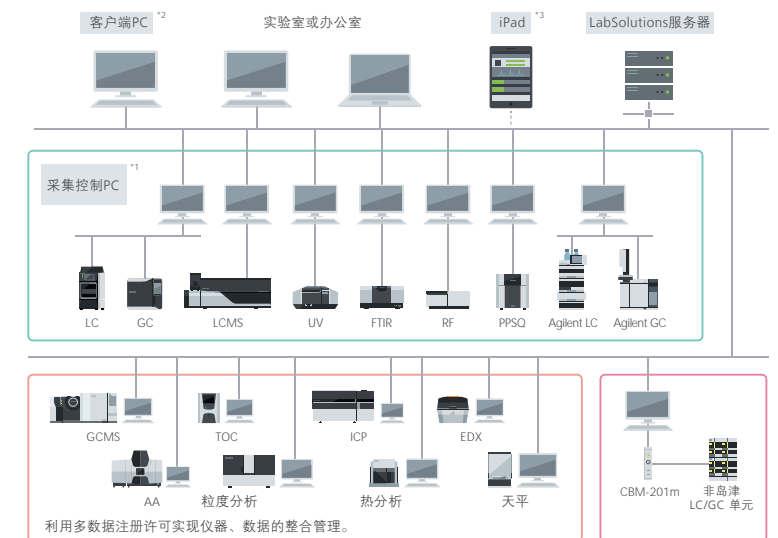 客户端PC *2
实验室或办公室
iPad *3
LabSolutions服务器
采集控制PC *1
LC
GC
LCMS
UV
FTIR
RF
PPSQ
Agilent LC
Agilent GC
GCMS
TOC
ICP
EDX
AA
粒度分析
热分析
天平
利用多数据注册许可实现仪器、数据的整合管理。
CBM-201m
非岛津
LC/GC 单元